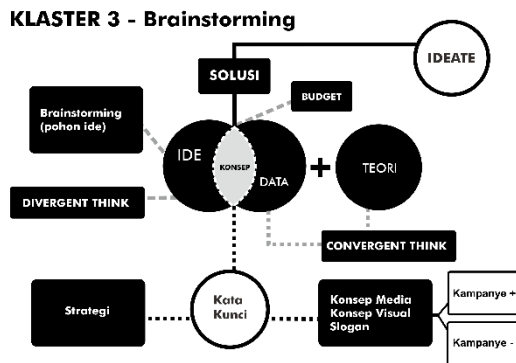 KLASTER 3 - Brainstorming
IDEATE
SOLUSI
BUDGET
Brainstorming
(pohon ide)
IDE
KONSEP
DATA
+
TEORI
DIVERGENT THINK
CONVERGENT THINK
Strategi
Kata
Kunci
Konsep Media
Konsep Visual
Slogan
Kampanye +
Kampanye -